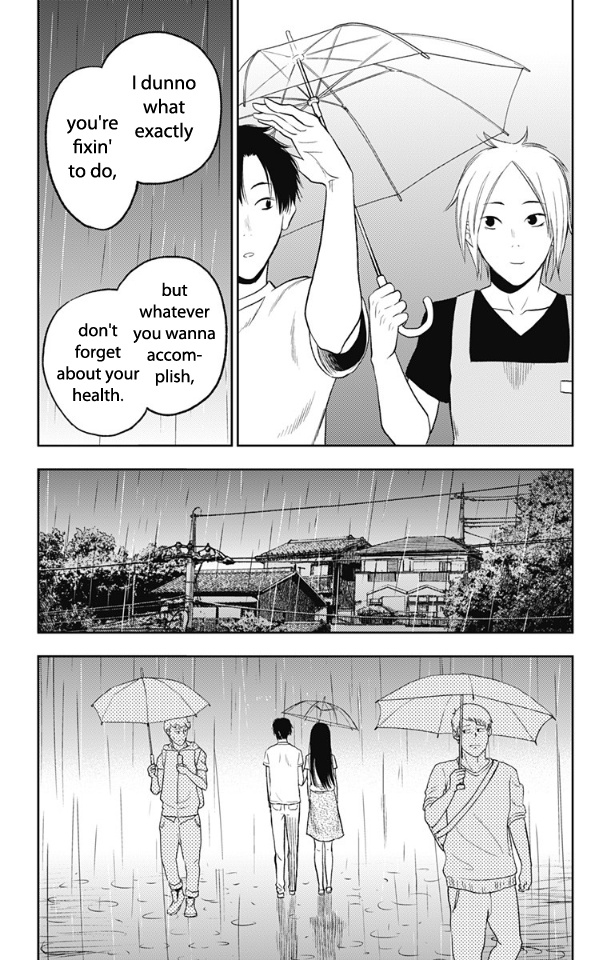 I dunno
what
exactly
you're
fixin'
to do,
but
whatever
you wanna
accom-
plish,
don't
forget
about your
health.